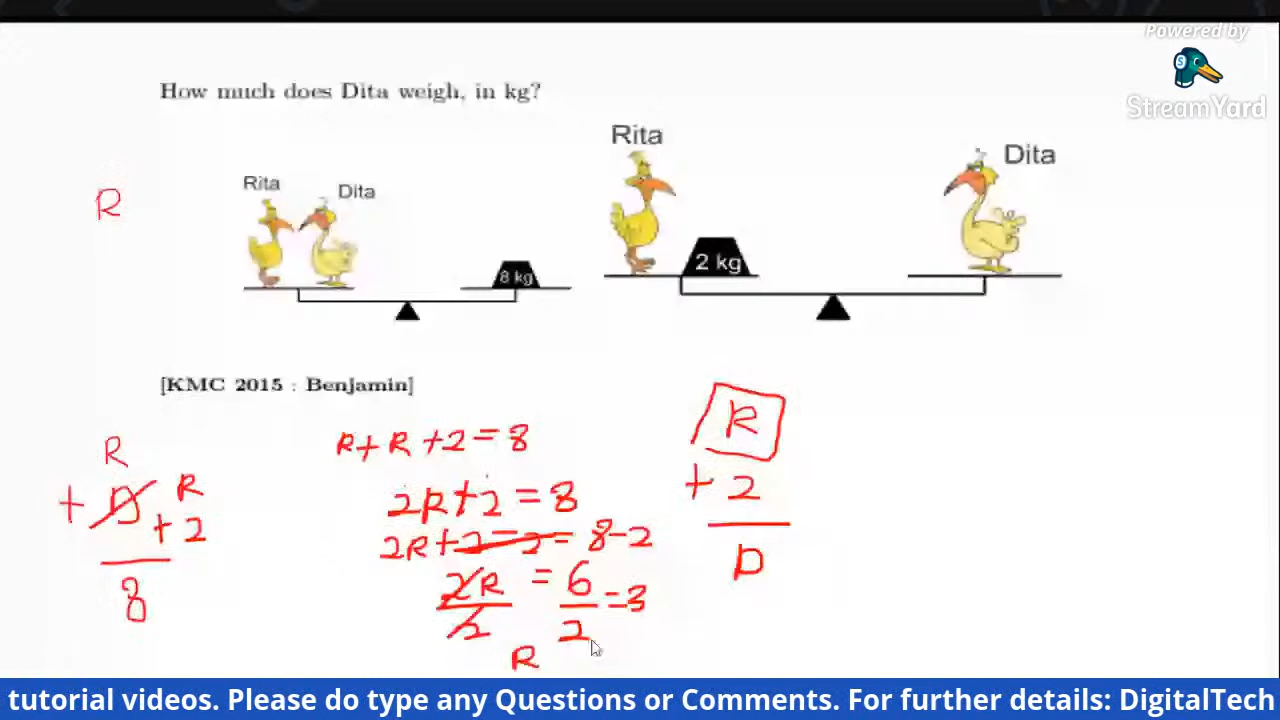 Powered by
StreamYard
How much does Dita weigh, in kg?
Rita
Dita
8 kg
Rita
2 kg
Dita
R
[KMC 2015 : Benjamin]
R
+ D R
+ 2
8
R + R + 2 = 8
2R + 2 = 8
2R + 2 - 2 = 8 - 2
2R = 6 = 3
2 2
R
R
+ 2
D
tutorial videos. Please do type any Questions or Comments. For further details: DigitalTech